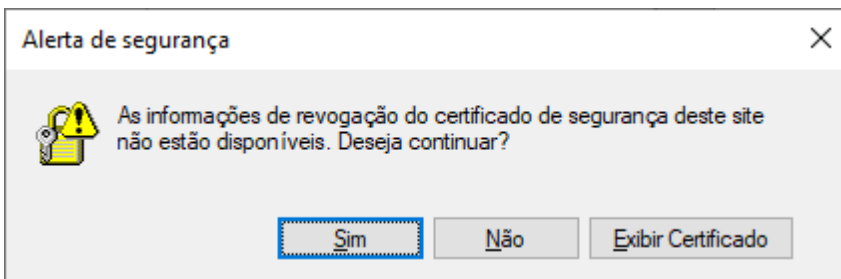 Alerta de segurança
As informações de revogação do certificado de segurança deste site
não estão disponíveis. Deseja continuar?
Sim
Não
Exibir Certificado